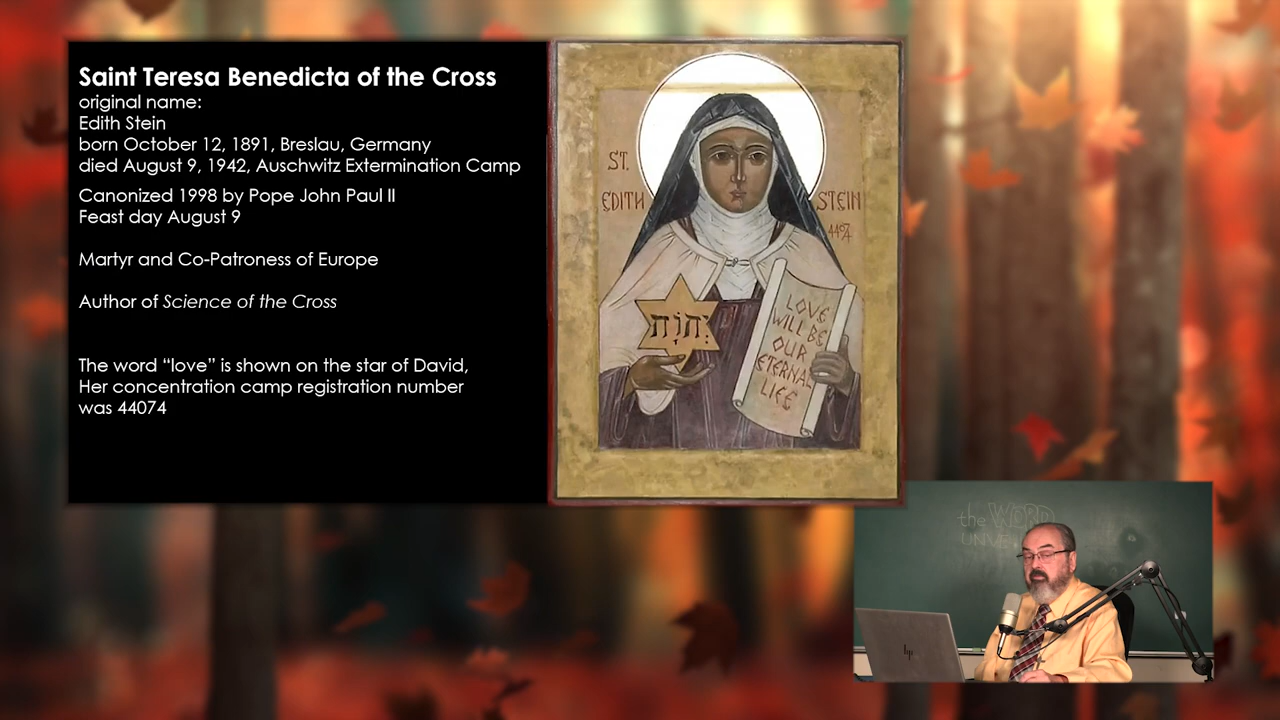 Saint Teresa Benedicta of the Cross
original name:
Edith Stein
born October 12, 1891, Breslau, Germany
died August 9, 1942, Auschwitz Extermination Camp
Canonized 1998 by Pope John Paul II
Feast day August 9
Martyr and Co-Patroness of Europe
Author of Science of the Cross
The word “love” is shown on the star of David,
Her concentration camp registration number
was 44074
ST.
EDITH
STEIN
44074
יְהֹוָה
LOVE
WILL BE
OUR
ETERNAL
LIFE
the WORD
hp